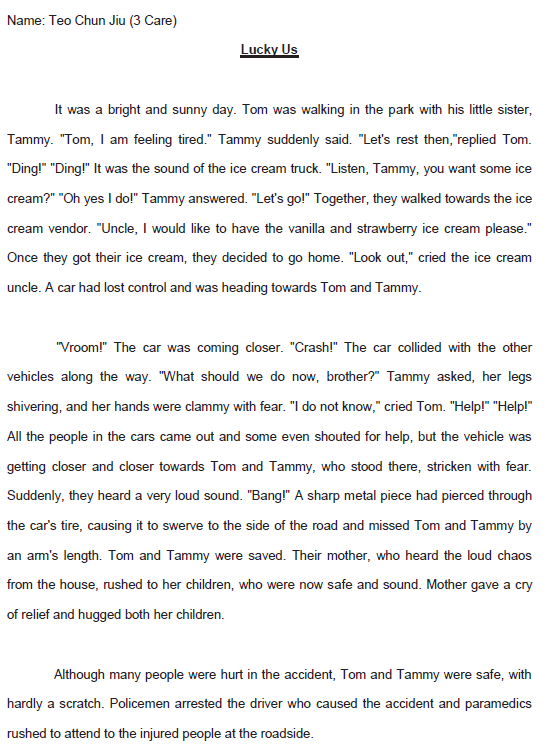 Name: Teo Chun Jiu (3 Care)
Lucky Us
It was a bright and sunny day. Tom was walking in the park with his little sister,
Tammy. "Tom, I am feeling tired." Tammy suddenly said. "Let's rest then,"replied Tom.
"Ding!" "Ding!" It was the sound of the ice cream truck. "Listen, Tammy, you want some ice
cream?" "Oh yes I do!" Tammy answered. "Let's go!" Together, they walked towards the ice
cream vendor. "Uncle, I would like to have the vanilla and strawberry ice cream please."
Once they got their ice cream, they decided to go home. "Look out," cried the ice cream
uncle. A car had lost control and was heading towards Tom and Tammy.
"Vroom!" The car was coming closer. "Crash!" The car collided with the other
vehicles along the way. "What should we do now, brother?" Tammy asked, her legs
shivering, and her hands were clammy with fear. "I do not know," cried Tom. "Help!" "Help!"
All the people in the cars came out and some even shouted for help, but the vehicle was
getting closer and closer towards Tom and Tammy, who stood there, stricken with fear.
Suddenly, they heard a very loud sound. "Bang!" A sharp metal piece had pierced through
the car's tire, causing it to swerve to the side of the road and missed Tom and Tammy by
an arm's length. Tom and Tammy were saved. Their mother, who heard the loud chaos
from the house, rushed to her children, who were now safe and sound. Mother gave a cry
of relief and hugged both her children.
Although many people were hurt in the accident, Tom and Tammy were safe, with
hardly a scratch. Policemen arrested the driver who caused the accident and paramedics
rushed to attend to the injured people at the roadside.